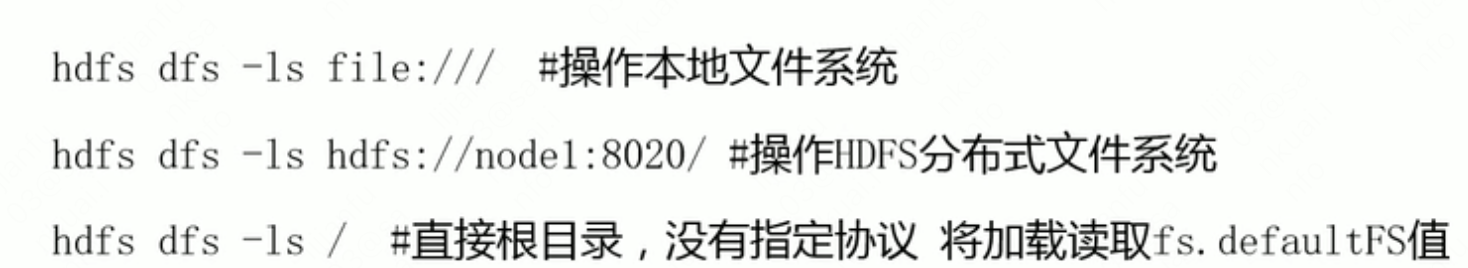 hdfs dfs -ls file:/// #操作本地文件系统
hdfs dfs -ls hdfs://node1:8020/ #操作HDFS分布式文件系统
hdfs dfs -ls / #直接根目录，没有指定协议 将加载读取fs.defaultFS值